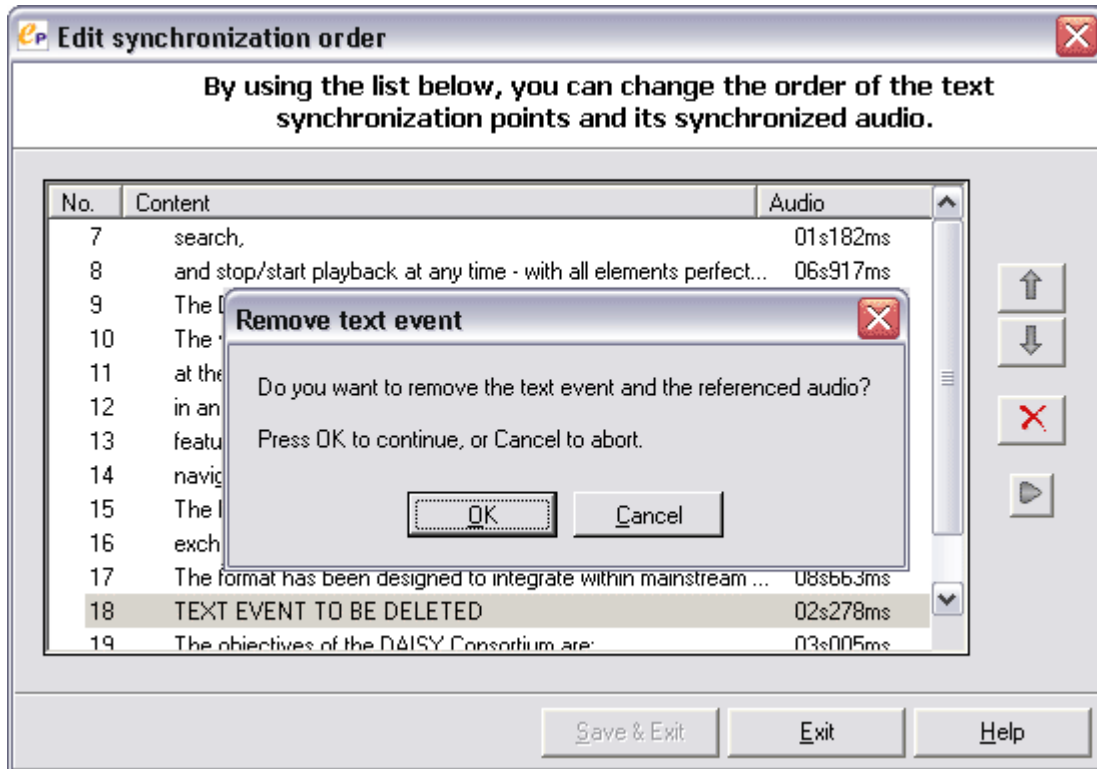 eP Edit synchronization order
By using the list below, you can change the order of the text
synchronization points and its synchronized audio.
No. Content Audio
7 search, 01s182ms
8 and stop/start playback at any time - with all elements perfect... 06s917ms
9 The
10 The
11 at the
12 in an
13 featu
14 navig
15 The
16 exch
17 The format has been designed to integrate within mainstream ... 08s663ms
18 TEXT EVENT TO BE DELETED 02s278ms
19 The objectives of the DAISY Consortium are: 03s005ms
Remove text event
Do you want to remove the text event and the referenced audio?
Press OK to continue, or Cancel to abort.
OK Cancel
Save & Exit Exit Help